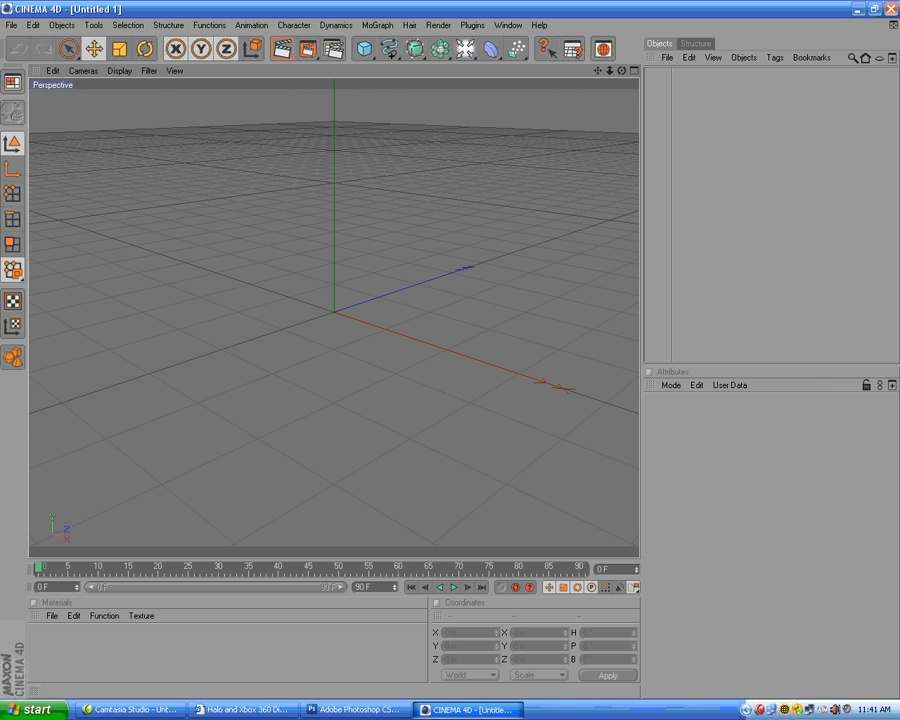 CINEMA 4D - [Untitled 1]
File Edit Objects Tools Selection Structure Functions Animation Character Dynamics MoGraph Hair Render Plugins Window Help
X Y Z
Objects Structure
File Edit View Objects Tags Bookmarks
Edit Cameras Display Filter View
Perspective
Y
Z
X
Attributes
Mode Edit User Data
0 5 10 15 20 25 30 35 40 45 50 55 60 65 70 75 80 85 90 0 F
0 F 0 F 90 F 90 F
Materials
File Edit Function Texture
Coordinates
X X H
Y Y P
Z Z B
World Scale Apply
MAXON
CINEMA 4D
start Camtasia Studio - Unt... Halo and Xbox 360 Di... Adobe Photoshop CS... CINEMA 4D - [Untitle... 11:41 AM